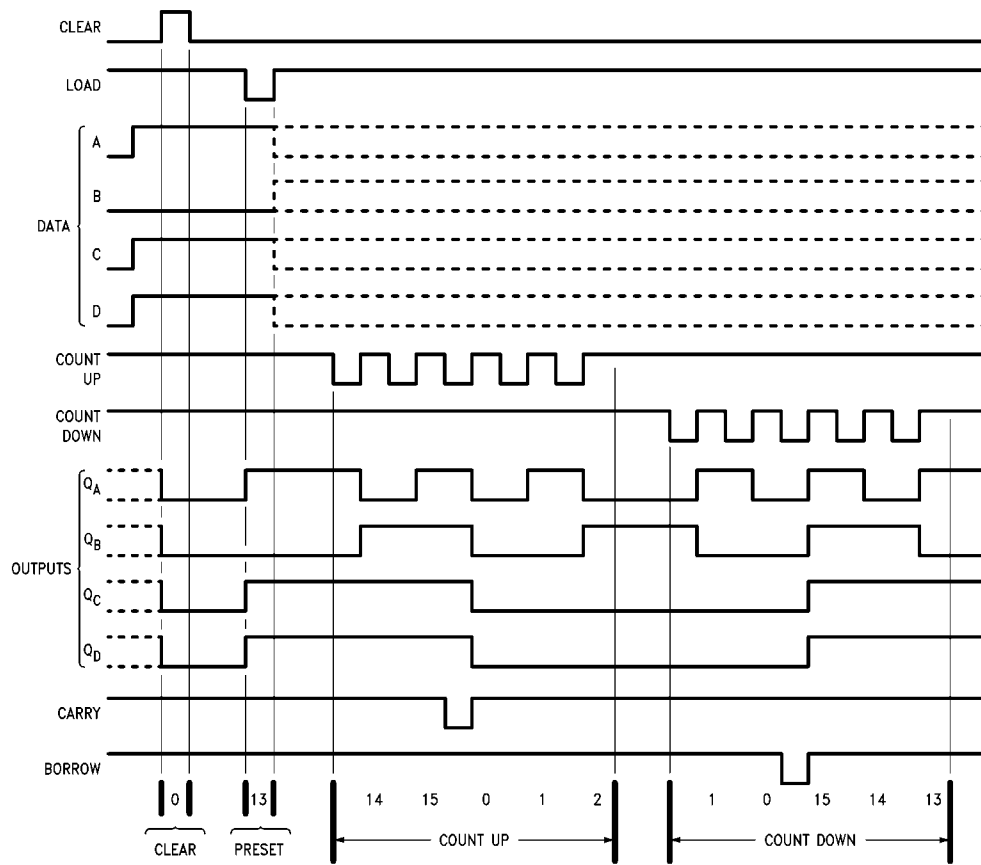 CLEAR
LOAD
A
B
DATA
C
D
COUNT
UP
COUNT
DOWN
QA
QB
OUTPUTS
QC
QD
CARRY
BORROW
0 13 14 15 0 1 2 1 0 15 14 13
CLEAR PRESET COUNT UP COUNT DOWN